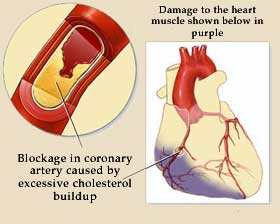 Damage to the heart
muscle shown below in
purple
Blockage in coronary
artery caused by
excessive cholesterol
buildup